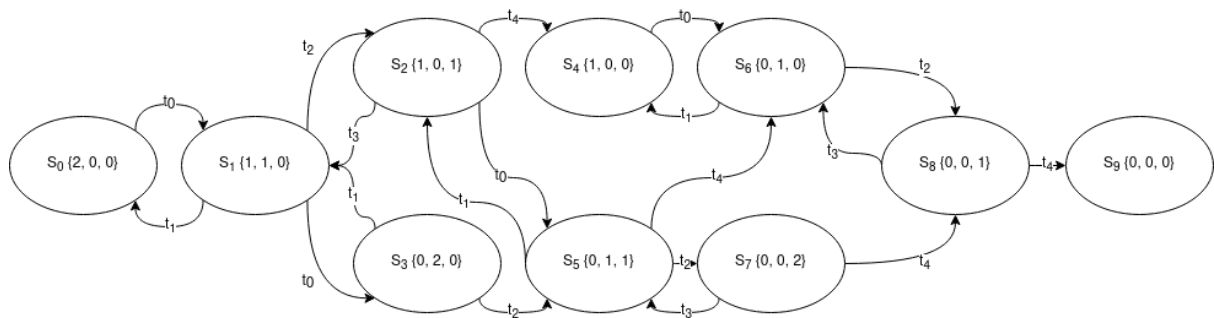 t4
t0
t2
S2 {1, 0, 1}
S4 {1, 0, 0}
S6 {0, 1, 0}
t2
t0
t1
t3
t3
S0 {2, 0, 0}
S1 {1, 1, 0}
S8 {0, 0, 1}
t4
S9 {0, 0, 0}
t0
t4
t1
t1
t1
S3 {0, 2, 0}
S5 {0, 1, 1}
t2
S7 {0, 0, 2}
t4
t0
t2
t3